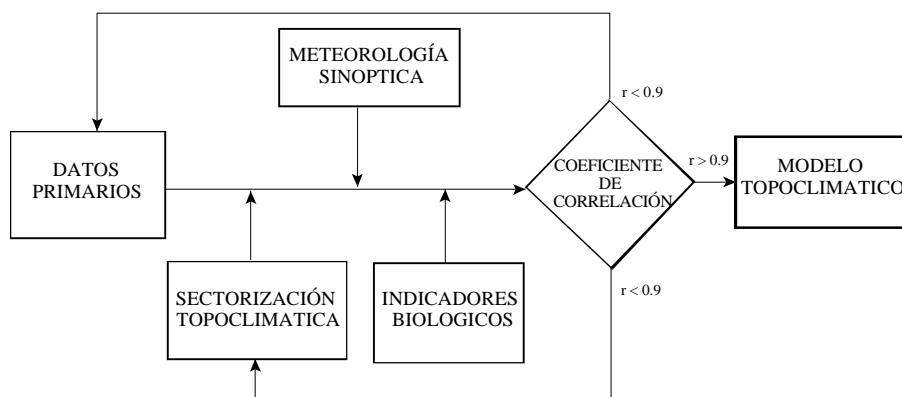 METEOROLOGÍA
SINOPTICA
r < 0.9
DATOS
PRIMARIOS
COEFICIENTE
DE
CORRELACIÓN
r > 0.9
MODELO
TOPOCLIMATICO
SECTORIZACIÓN
TOPOCLIMATICA
INDICADORES
BIOLOGICOS
r < 0.9